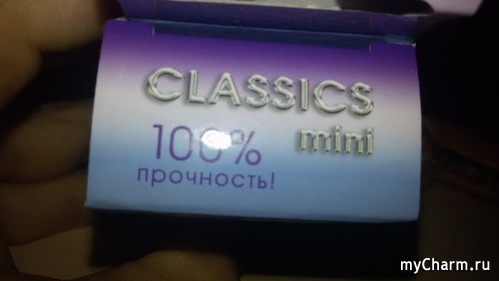 CLASSICS
mini
100%
прочность!
myCharm.ru